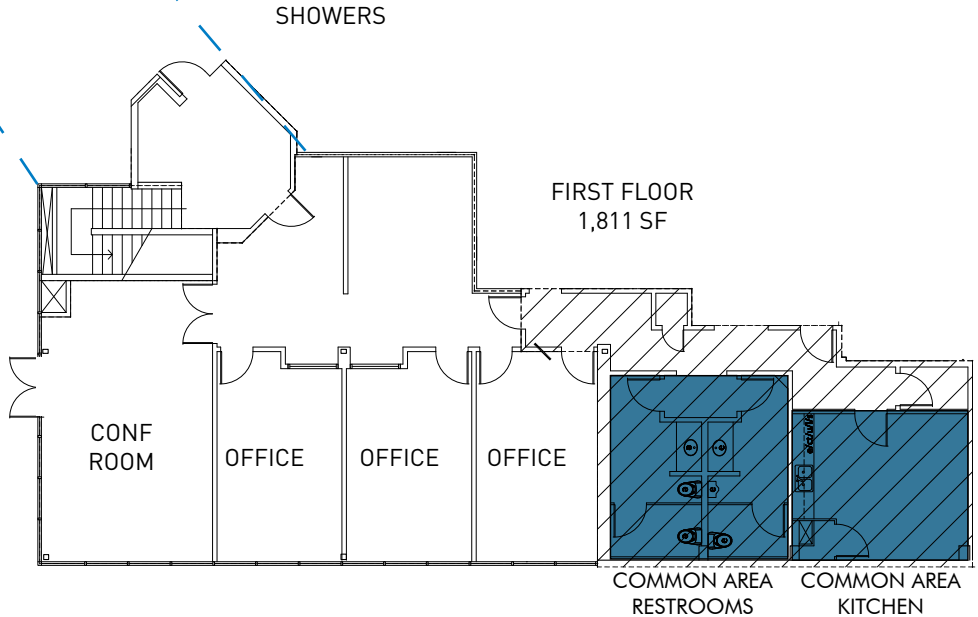 SHOWERS
FIRST FLOOR
1,811 SF
CONF
ROOM
OFFICE
OFFICE
OFFICE
COMMON AREA
RESTROOMS
COMMON AREA
KITCHEN